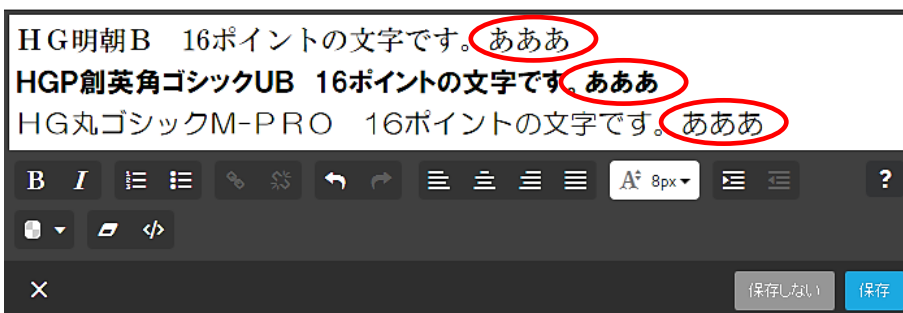 ＨＧ明朝Ｂ　16ポイントの文字です。あああ
HGP創英角ゴシックUB　16ポイントの文字です。あああ
ＨＧ丸ゴシックＭ-ＰＲＯ　16ポイントの文字です。あああ
B I A 8px ?
</>
× 保存しない 保存